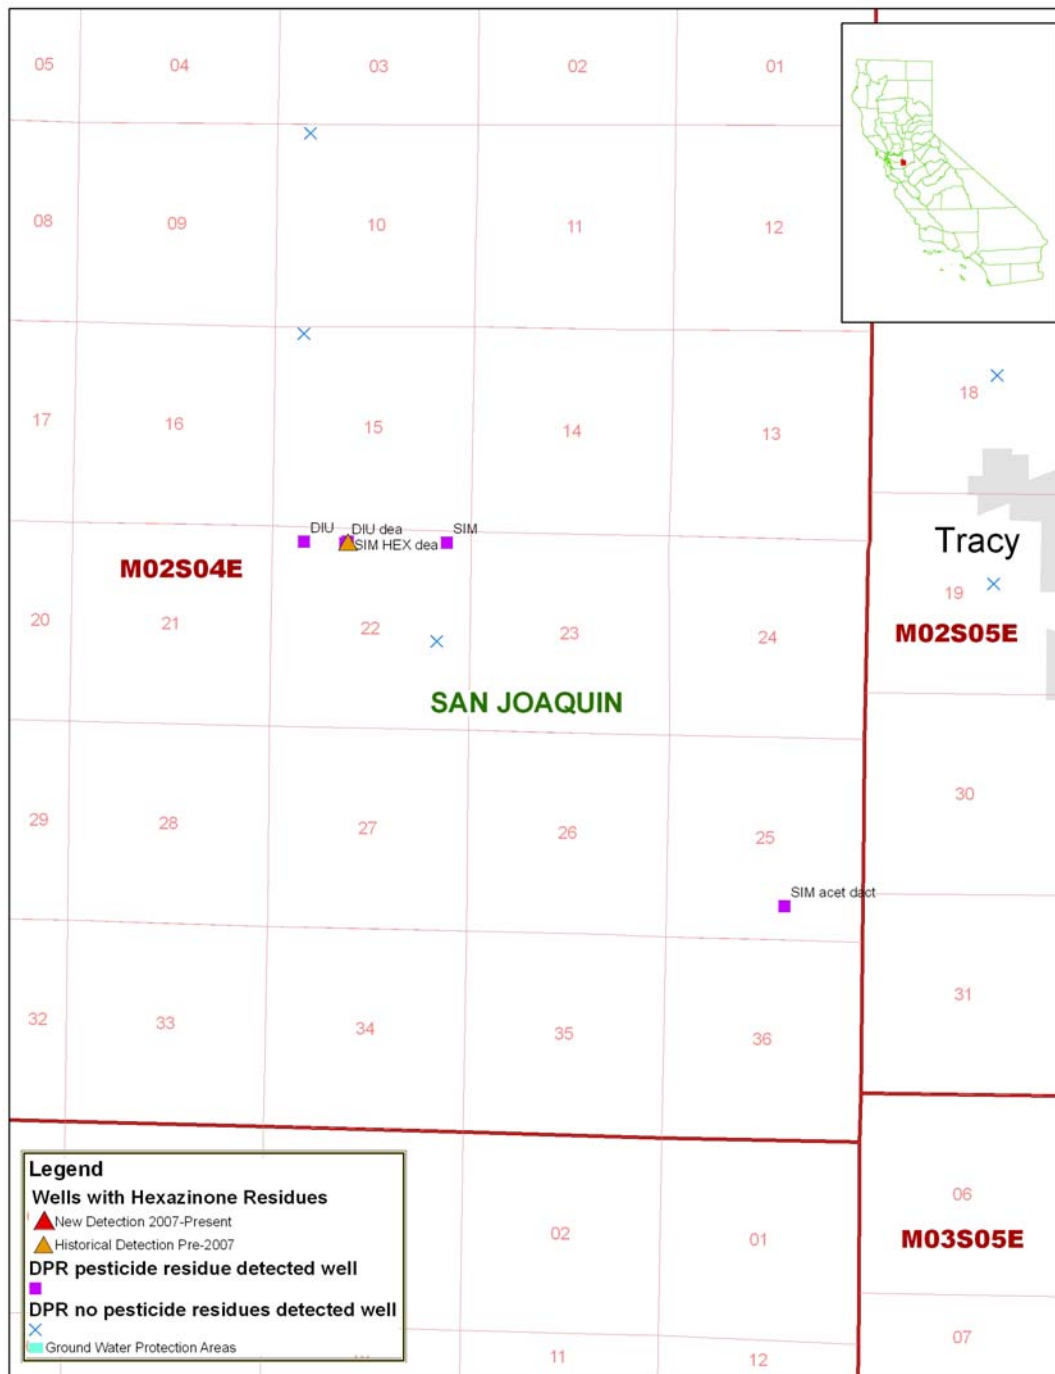 05 04 03 02 01
08 09 10 11 12
18
17 16 15 14 13
DIU DIU dea SIM
SIM HEX dea
Tracy
M02S04E
19
20 21 22 23 24
M02S05E
SAN JOAQUIN
30
29 28 27 26 25
SIM acet dact
31
32 33 34 35 36
Legend
Wells with Hexazinone Residues
New Detection 2007-Present
Historical Detection Pre-2007
DPR pesticide residue detected well
DPR no pesticide residues detected well
Ground Water Protection Areas
06
02 01
M03S05E
07
11 12